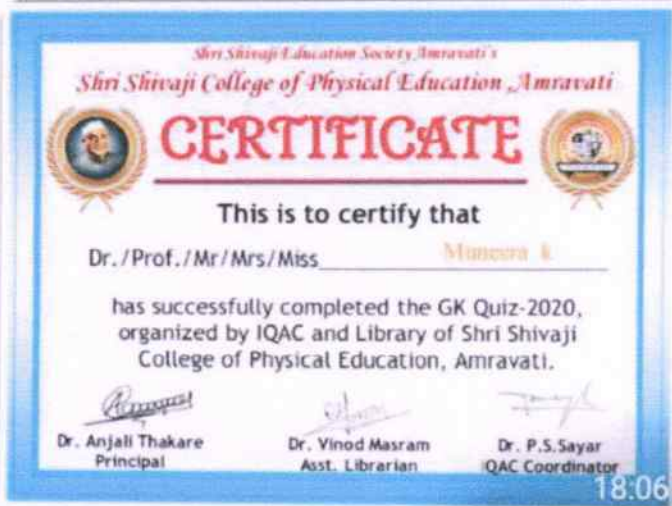 Shri Shivaji Education Society Amravati's
Shri Shivaji College of Physical Education ,Amravati
CERTIFICATE
This is to certify that
Dr./Prof./Mr/Mrs/Miss Muneera k
has successfully completed the GK Quiz-2020,
organized by IQAC and Library of Shri Shivaji
College of Physical Education, Amravati.
Dr. Anjali Thakare Dr. Vinod Masram Dr. P.S.Sayar
Principal Asst. Librarian QAC Coordinator
18:06